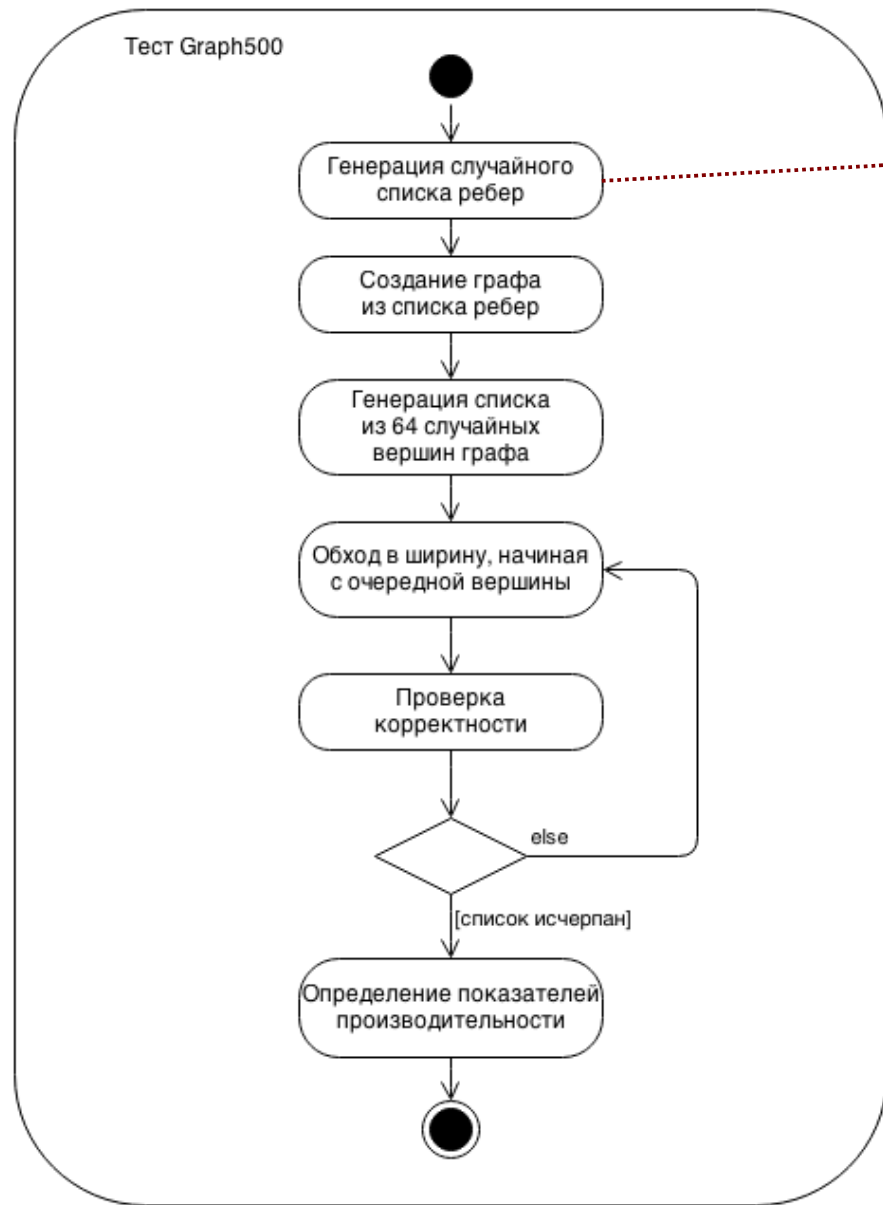 Тест Graph500
Генерация случайного
списка ребер
Создание графа
из списка ребер
Генерация списка
из 64 случайных
вершин графа
Обход в ширину, начиная
с очередной вершины
Проверка
корректности
else
[список исчерпан]
Определение показателей
производительности